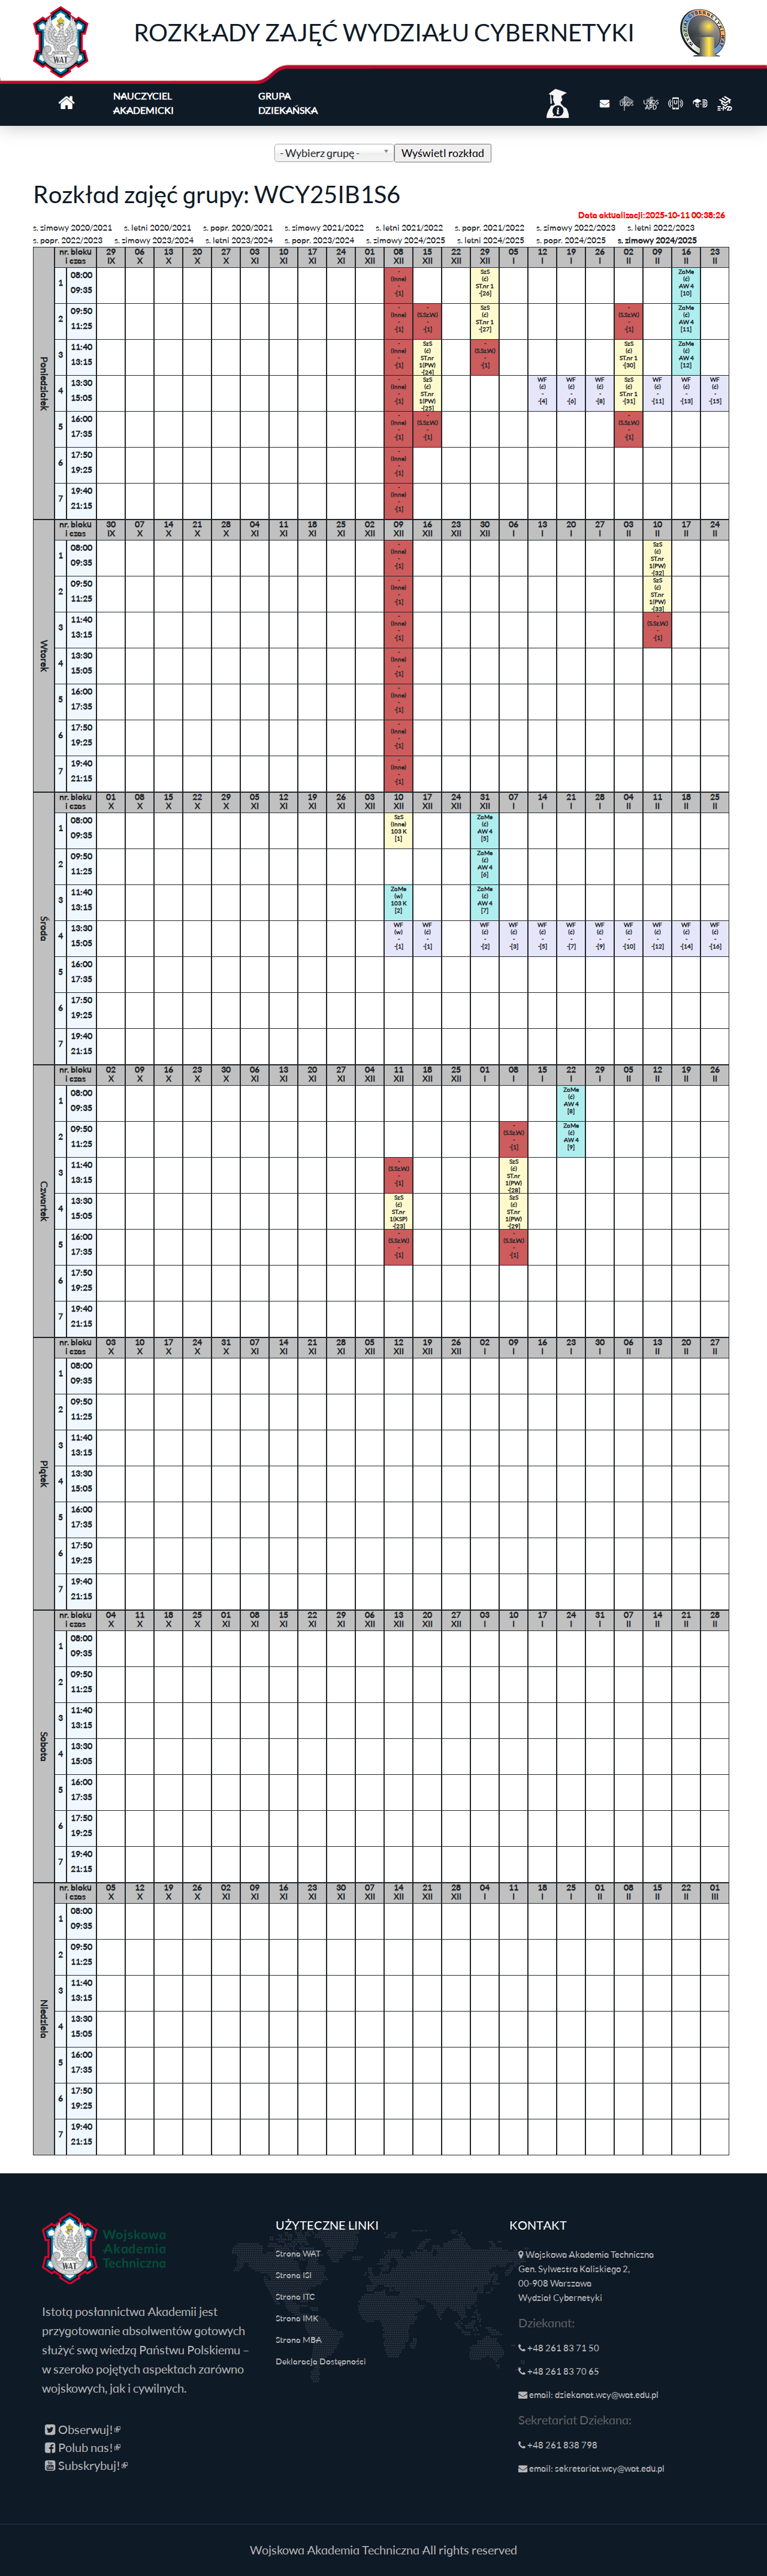 ROZKŁADY ZAJĘĆ WYDZIAŁU CYBERNETYKI
WAT
NAUCZYCIEL AKADEMICKI
GRUPA DZIEKAŃSKA
- Wybierz grupę -
Wyświetl rozkład
Rozkład zajęć grupy: WCY25IB1S6
Data aktualizacji:2025-10-11 00:38:26
s. zimowy 2020/2021 s. letni 2020/2021 s. popr. 2020/2021 s. zimowy 2021/2022 s. letni 2021/2022 s. popr. 2021/2022 s. zimowy 2022/2023 s. letni 2022/2023
s. popr. 2022/2023 s. zimowy 2023/2024 s. letni 2023/2024 s. popr. 2023/2024 s. zimowy 2024/2025 s. letni 2024/2025 s. popr. 2024/2025 s. zimowy 2024/2025
Poniedziałek
nr. bloku 29 06 13 20 27 03 10 17 24 01 08 15 22 29 05 12 19 26 02 09 16 23
i czas IX X X X X XI XI XI XI XII XII XII XII XII I I I I II II II II
1 08:00 09:35 - (Inne) - -[1] SzS (ć) ST.nr 1 -[26] ZaMe (ć) AW 4 [10]
2 09:50 11:25 - (Inne) - -[1] - (S.Sz.W.) - -[1] SzS (ć) ST.nr 1 -[27] - (S.Sz.W.) - -[1] ZaMe (ć) AW 4 [11]
3 11:40 13:15 - (Inne) - -[1] SzS (ć) ST.nr 1(PW) -[24] - (S.Sz.W.) - -[1] SzS (ć) ST.nr 1 -[30] ZaMe (ć) AW 4 [12]
4 13:30 15:05 - (Inne) - -[1] SzS (ć) ST.nr 1(PW) -[25] WF (ć) - -[4] WF (ć) - -[6] WF (ć) - -[8] SzS (ć) ST.nr 1 -[31] WF (ć) - -[11] WF (ć) - -[13] WF (ć) - -[15]
5 16:00 17:35 - (Inne) - -[1] - (S.Sz.W.) - -[1] - (S.Sz.W.) - -[1]
6 17:50 19:25 - (Inne) - -[1]
7 19:40 21:15 - (Inne) - -[1]
Wtorek
nr. bloku 30 07 14 21 28 04 11 18 25 02 09 16 23 30 06 13 20 27 03 10 17 24
i czas IX X X X X XI XI XI XI XII XII XII XII XII I I I I II II II II
1 08:00 09:35 - (Inne) - -[1] SzS (ć) ST.nr 1(PW) -[32]
2 09:50 11:25 - (Inne) - -[1] SzS (ć) ST.nr 1(PW) -[33]
3 11:40 13:15 - (Inne) - -[1] - (S.Sz.W.) - -[1]
4 13:30 15:05 - (Inne) - -[1]
5 16:00 17:35 - (Inne) - -[1]
6 17:50 19:25 - (Inne) - -[1]
7 19:40 21:15 - (Inne) - -[1]
Środa
nr. bloku 01 08 15 22 29 05 12 19 26 03 10 17 24 31 07 14 21 28 04 11 18 25
i czas X X X X X XI XI XI XI XII XII XII XII XII I I I I II II II II
1 08:00 09:35 SzS (Inne) 103 K [1] ZaMe (ć) AW 4 [5]
2 09:50 11:25 ZaMe (ć) AW 4 [6]
3 11:40 13:15 ZaMe (w) 103 K [2] ZaMe (ć) AW 4 [7]
4 13:30 15:05 WF (w) - -[1] WF (ć) - -[1] WF (ć) - -[2] WF (ć) - -[3] WF (ć) - -[5] WF (ć) - -[7] WF (ć) - -[9] WF (ć) - -[10] WF (ć) - -[12] WF (ć) - -[14] WF (ć) - -[16]
5 16:00 17:35
6 17:50 19:25
7 19:40 21:15
Czwartek
nr. bloku 02 09 16 23 30 06 13 20 27 04 11 18 25 01 08 15 22 29 05 12 19 26
i czas X X X X X XI XI XI XI XII XII XII XII I I I I I II II II II
1 08:00 09:35 ZaMe (ć) AW 4 [8]
2 09:50 11:25 - (S.Sz.W.) - -[1] ZaMe (ć) AW 4 [9]
3 11:40 13:15 - (S.Sz.W.) - -[1] SzS (ć) ST.nr 1(PW) -[28]
4 13:30 15:05 SzS (ć) ST.nr 1(KSP) -[23] SzS (ć) ST.nr 1(PW) -[29]
5 16:00 17:35 - (S.Sz.W.) - -[1] - (S.Sz.W.) - -[1]
6 17:50 19:25
7 19:40 21:15
Piątek
nr. bloku 03 10 17 24 31 07 14 21 28 05 12 19 26 02 09 16 23 30 06 13 20 27
i czas X X X X X XI XI XI XI XII XII XII XII I I I I I II II II II
1 08:00 09:35
2 09:50 11:25
3 11:40 13:15
4 13:30 15:05
5 16:00 17:35
6 17:50 19:25
7 19:40 21:15
Sobota
nr. bloku 04 11 18 25 01 08 15 22 29 06 13 20 27 03 10 17 24 31 07 14 21 28
i czas X X X X XI XI XI XI XI XII XII XII XII I I I I I II II II II
1 08:00 09:35
2 09:50 11:25
3 11:40 13:15
4 13:30 15:05
5 16:00 17:35
6 17:50 19:25
7 19:40 21:15
Niedziela
nr. bloku 05 12 19 26 02 09 16 23 30 07 14 21 28 04 11 18 25 01 08 15 22 01
i czas X X X X XI XI XI XI XI XII XII XII XII I I I I II II II II III
1 08:00 09:35
2 09:50 11:25
3 11:40 13:15
4 13:30 15:05
5 16:00 17:35
6 17:50 19:25
7 19:40 21:15
WAT
Wojskowa
Akademia
Techniczna
Istotą posłannictwa Akademii jest
przygotowanie absolwentów gotowych
służyć swą wiedzą Państwu Polskiemu –
w szeroko pojętych aspektach zarówno
wojskowych, jak i cywilnych.
Obserwuj!
Polub nas!
Subskrybuj!
UŻYTECZNE LINKI
Strona WAT
Strona ISI
Strona ITC
Strona IMK
Strona MBA
Deklaracja Dostępności
KONTAKT
Wojskowa Akademia Techniczna
Gen. Sylwestra Kaliskiego 2,
00-908 Warszawa
Wydział Cybernetyki
Dziekanat:
+48 261 83 71 50
+48 261 83 70 65
email: dziekanat.wcy@wat.edu.pl
Sekretariat Dziekana:
+48 261 838 798
email: sekretariat.wcy@wat.edu.pl
Wojskowa Akademia Techniczna All rights reserved